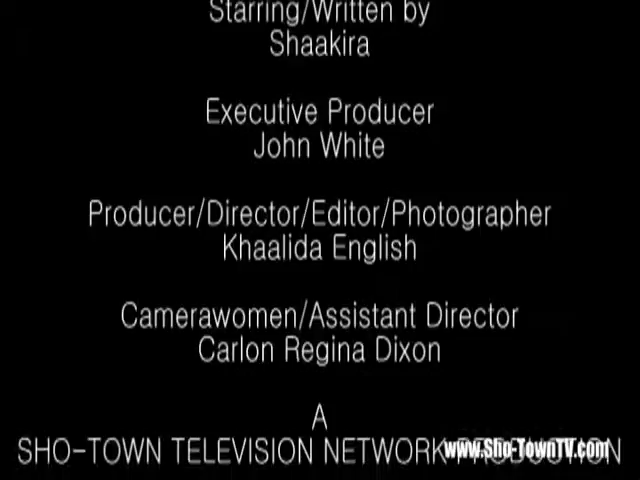 Starring/Written by
Shaakira
Executive Producer
John White
Producer/Director/Editor/Photographer
Khaalida English
Camerawomen/Assistant Director
Carlon Regina Dixon
A
SHO-TOWN TELEVISION NETWORK PRODUCTION
www.Sho-TownTV.com